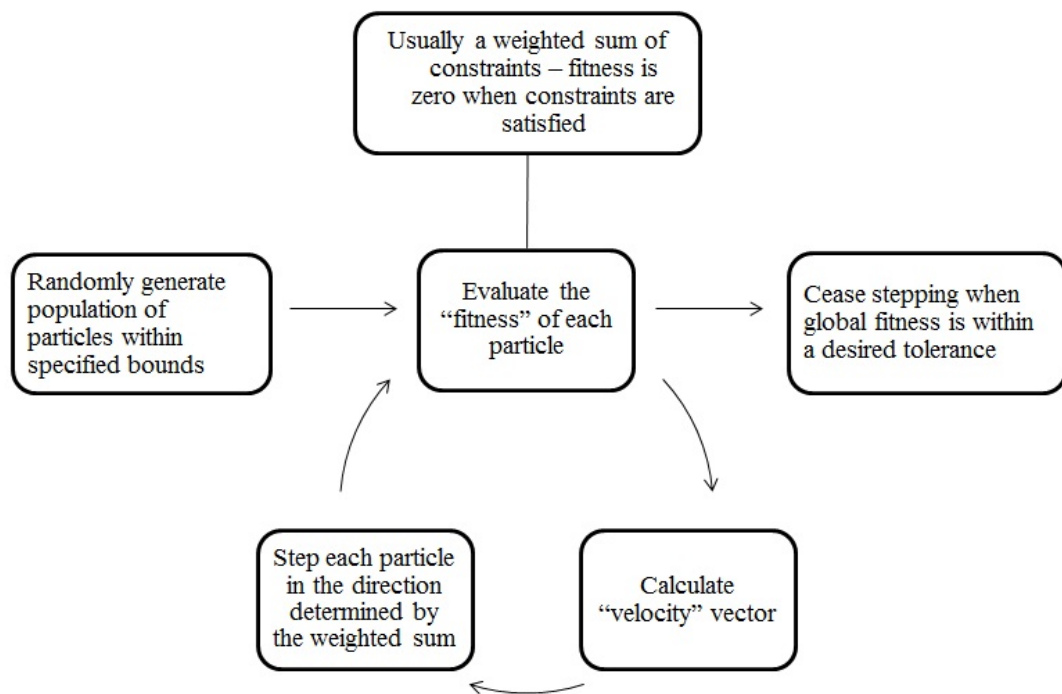 Usually a weighted sum of
constraints – fitness is
zero when constraints are
satisfied
Randomly generate
population of
particles within
specified bounds
Evaluate the
“fitness” of each
particle
Cease stepping when
global fitness is within
a desired tolerance
Step each particle
in the direction
determined by
the weighted sum
Calculate
“velocity” vector